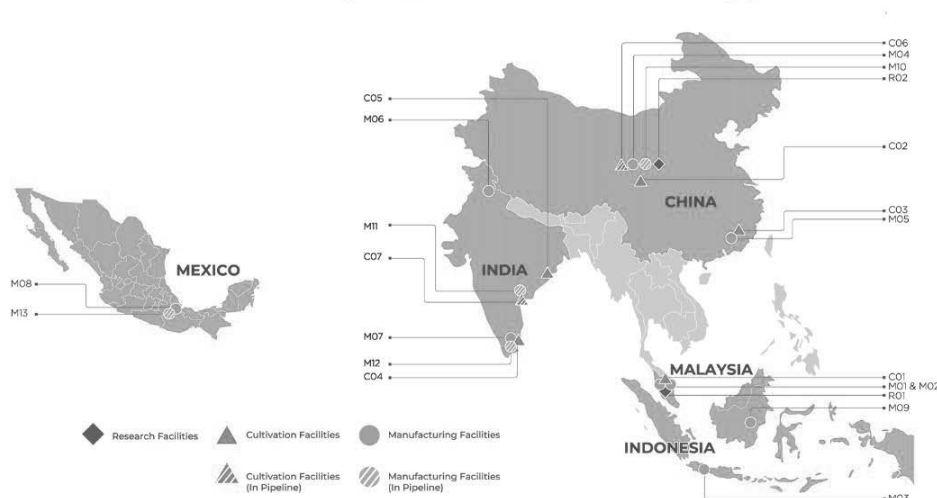 C06
M04
M10
R02
C05
M06
C02
CHINA
C03
M05
M11
C07
INDIA
MEXICO
M08
M13
M07
M12
C04
MALAYSIA
C01
M01 & M02
R01
M09
INDONESIA
M03
Research Facilities
Cultivation Facilities
Manufacturing Facilities
Cultivation Facilities
(In Pipeline)
Manufacturing Facilities
(In Pipeline)